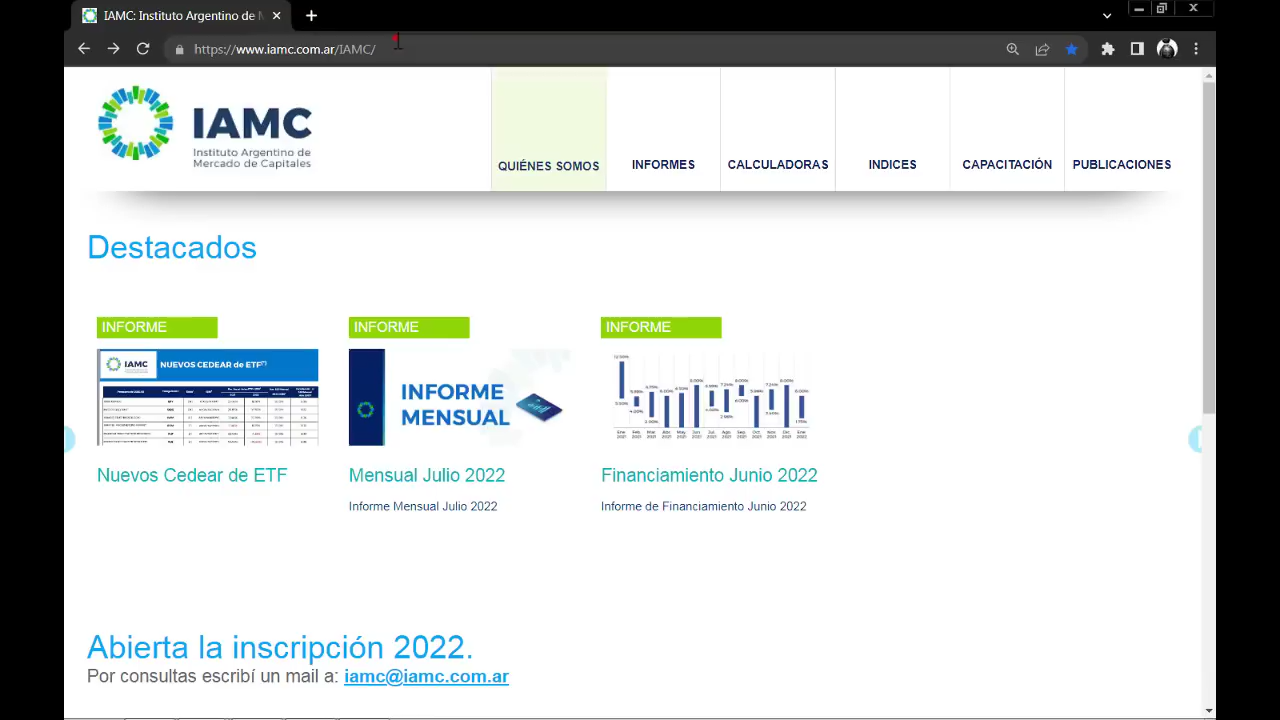 IAMC: Instituto Argentino de M
https://www.iamc.com.ar/IAMC/
IAMC
Instituto Argentino de
Mercado de Capitales
QUIÉNES SOMOS
INFORMES
CALCULADORAS
INDICES
CAPACITACIÓN
PUBLICACIONES
Destacados
INFORME
INFORME
INFORME
IAMC
NUEVOS CEDEAR de ETF
INFORME
MENSUAL
Nuevos Cedear de ETF
Mensual Julio 2022
Financiamiento Junio 2022
Informe Mensual Julio 2022
Informe de Financiamiento Junio 2022
Abierta la inscripción 2022.
Por consultas escribí un mail a: iamc@iamc.com.ar